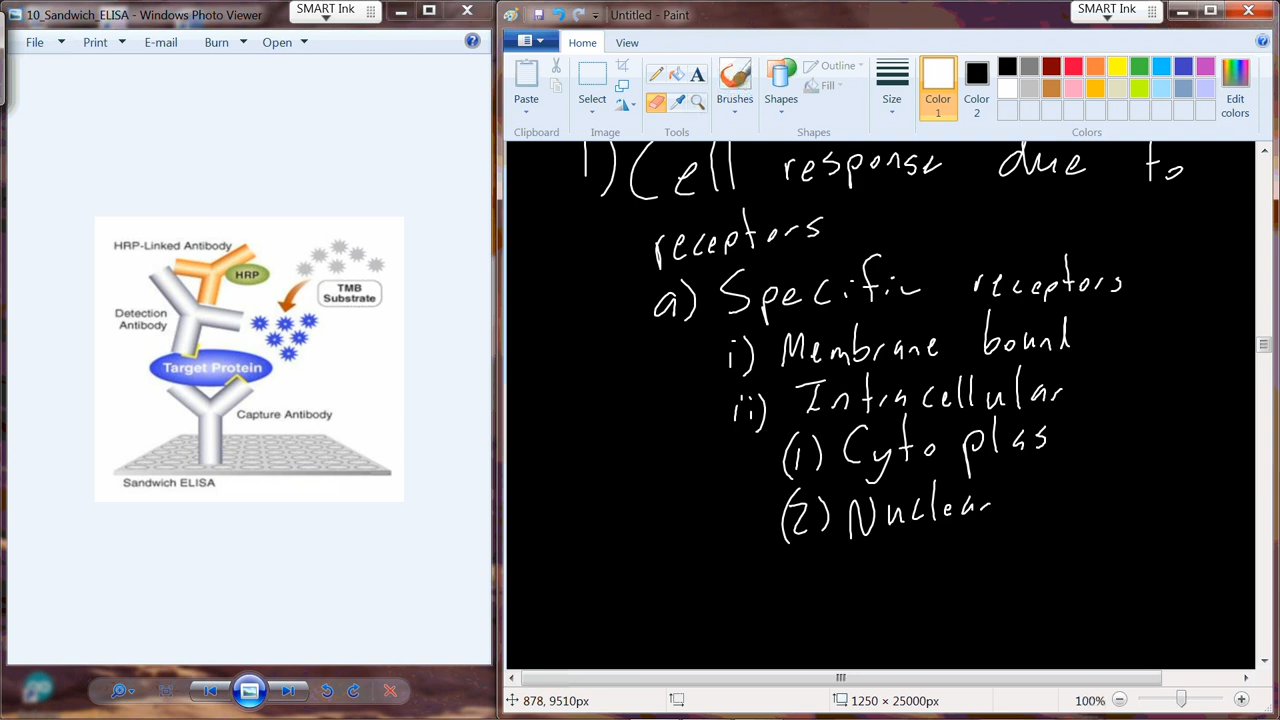 10_Sandwich_ELISA - Windows Photo Viewer
SMART Ink
File Print E-mail Burn Open
HRP-Linked Antibody
HRP
TMB
Substrate
Detection
Antibody
Target Protein
Capture Antibody
Sandwich ELISA
Untitled - Paint
SMART Ink
Home View
Paste
Clipboard
Select
Image
Tools
Brushes
Shapes
Outline
Fill
Shapes
Size
Color
1
Color
2
Edit
colors
Colors
1) Cell response due to
receptors
a) Specific receptors
i) Membrane bound
ii) Intracellular
(1) Cytoplas
(2) Nuclear
878, 9510px
1250 × 25000px
100%